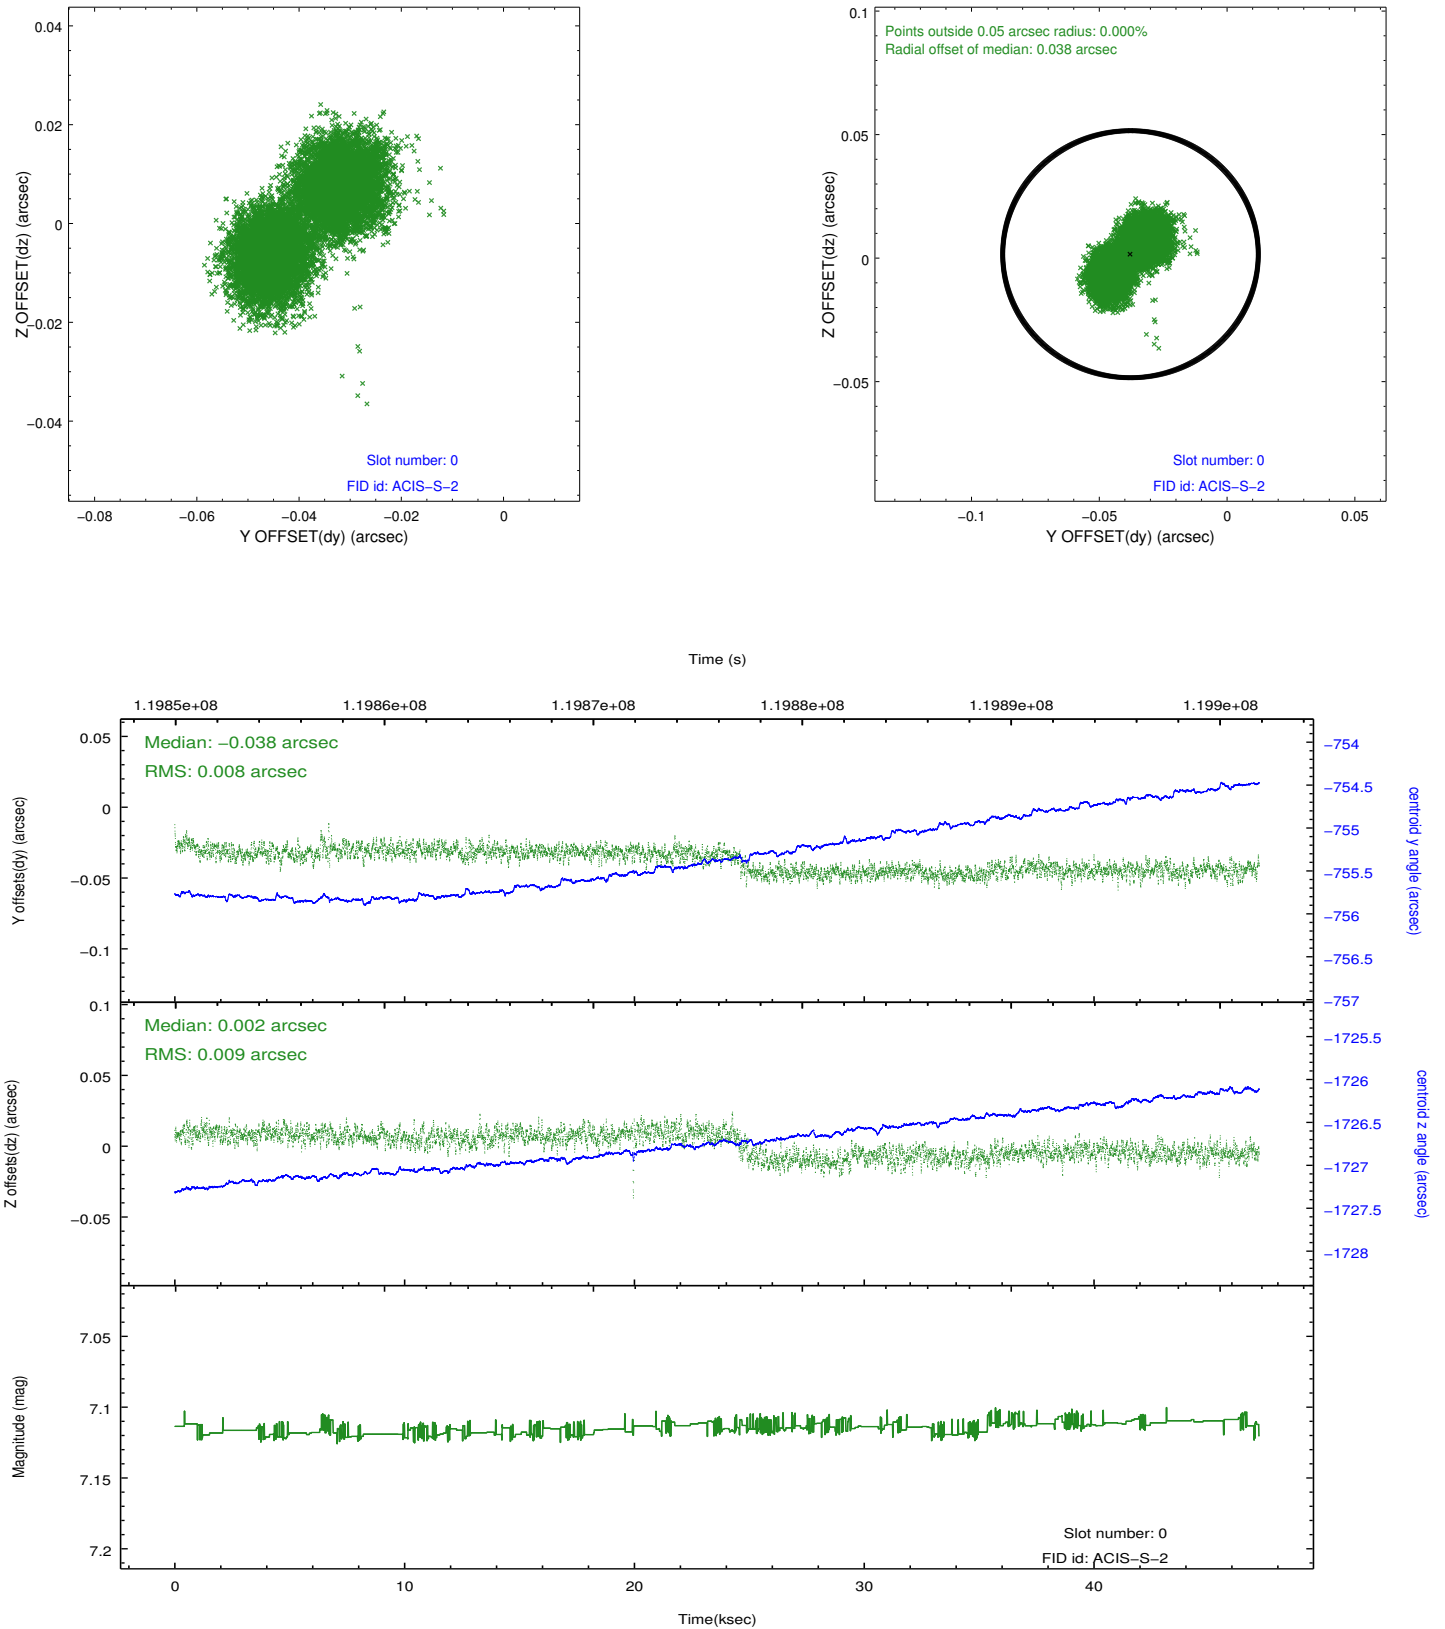 0.04
0.02
0
−0.02
−0.04
Z OFFSET(dz) (arcsec)
Slot number: 0
FID id: ACIS−S−2
−0.08
−0.06
−0.04
−0.02
0
Y OFFSET(dy) (arcsec)
0.1
0.05
0
−0.05
Z OFFSET(dz) (arcsec)
Points outside 0.05 arcsec radius: 0.000%
Radial offset of median: 0.038 arcsec
Slot number: 0
FID id: ACIS−S−2
−0.1
−0.05
0
0.05
Y OFFSET(dy) (arcsec)
Time (s)
1.1985e+08
1.1986e+08
1.1987e+08
1.1988e+08
1.1989e+08
1.199e+08
0.05
0
−0.05
−0.1
Y offsets(dy) (arcsec)
Median: −0.038 arcsec
RMS: 0.008 arcsec
−754
−754.5
−755
−755.5
−756
−756.5
−757
centroid y angle (arcsec)
0.1
0.05
0
−0.05
Z offsets(dz) (arcsec)
Median: 0.002 arcsec
RMS: 0.009 arcsec
−1725.5
−1726
−1726.5
−1727
−1727.5
−1728
centroid z angle (arcsec)
7.05
7.1
7.15
7.2
Magnitude (mag)
Slot number: 0
FID id: ACIS−S−2
0
10
20
30
40
Time(ksec)